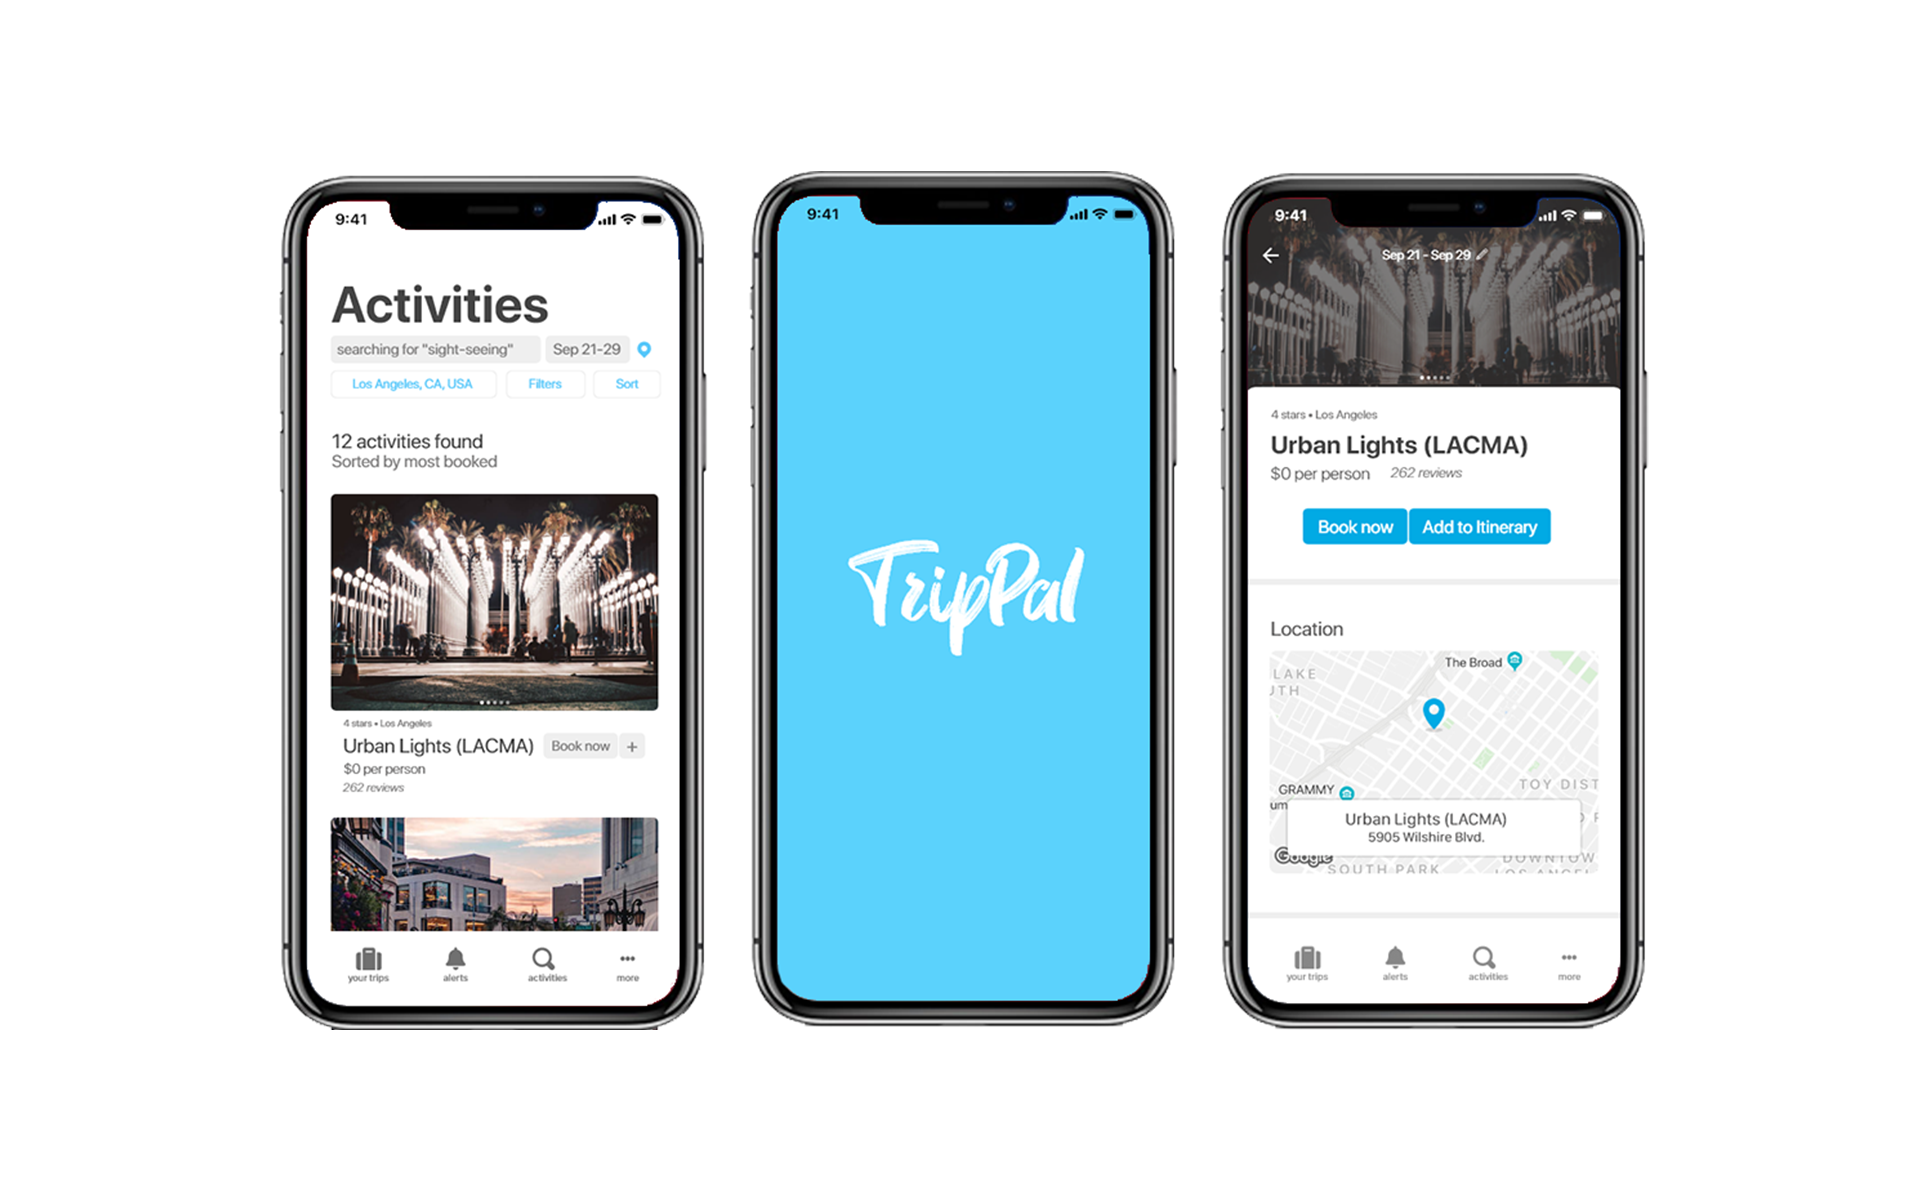 9:41
Activities
searching for "sight-seeing" Sep 21-29
Los Angeles, CA, USA Filters Sort
12 activities found
Sorted by most booked
4 stars • Los Angeles
Urban Lights (LACMA) Book now +
$0 per person
262 reviews
your trips alerts activities more
9:41
TripPal
9:41
Sep 21 - Sep 29
4 stars • Los Angeles
Urban Lights (LACMA)
$0 per person 262 reviews
Book now Add to Itinerary
Location
The Broad
LAKE
UTH
TOY DIST
GRAMMY
um
Urban Lights (LACMA)
5905 Wilshire Blvd.
Google
DOWNTOW
SOUTH PARK
LOS ANGEL
your trips alerts activities more